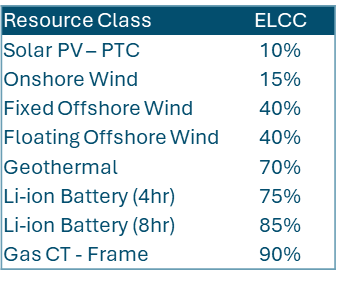 Resource Class ELCC
Solar PV – PTC 10%
Onshore Wind 15%
Fixed Offshore Wind 40%
Floating Offshore Wind 40%
Geothermal 70%
Li-ion Battery (4hr) 75%
Li-ion Battery (8hr) 85%
Gas CT - Frame 90%